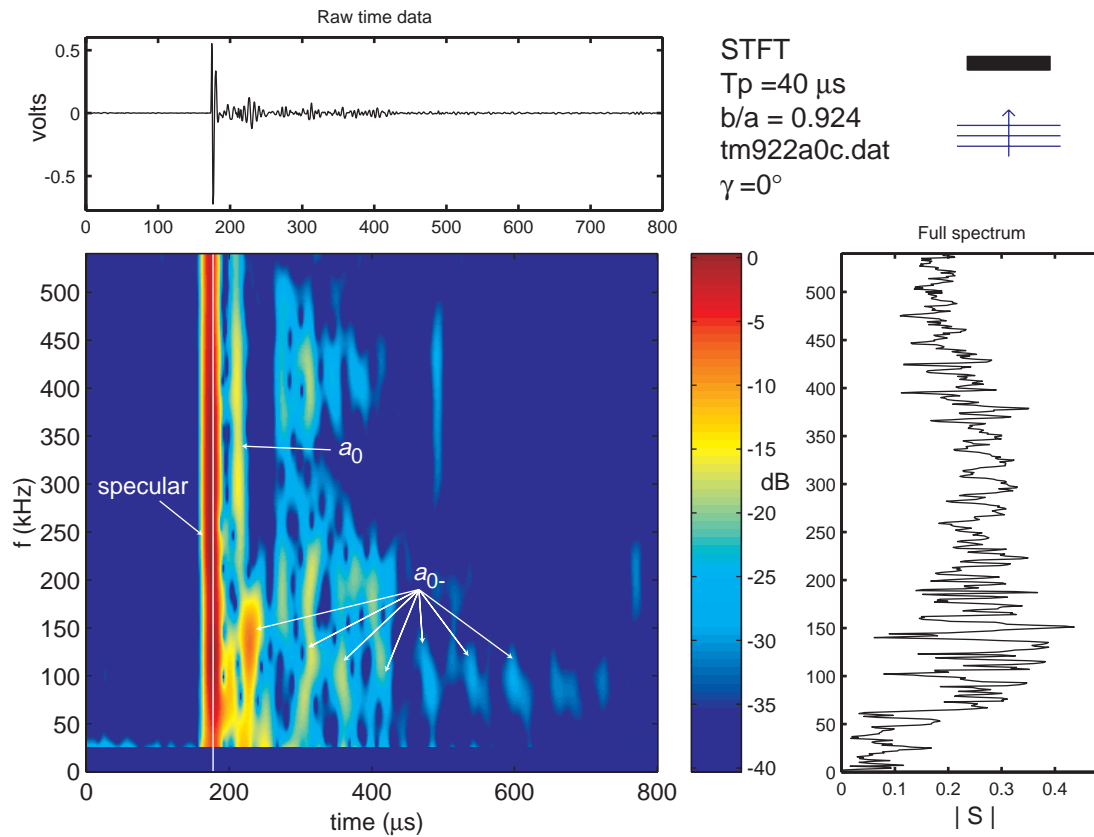 Raw time data
0.5
0
-0.5
volts
0 100 200 300 400 500 600 700 800
STFT
Tp =40 μs
b/a = 0.924
tm922a0c.dat
γ =0°
500
450
400
350
300
250
200
150
100
50
0
f (kHz)
specular
a0
a0-
0 200 400 600 800
time (μs)
0
-5
-10
-15
-20
-25
-30
-35
-40
dB
Full spectrum
500
450
400
350
300
250
200
150
100
50
0
0 0.1 0.2 0.3 0.4
| S |